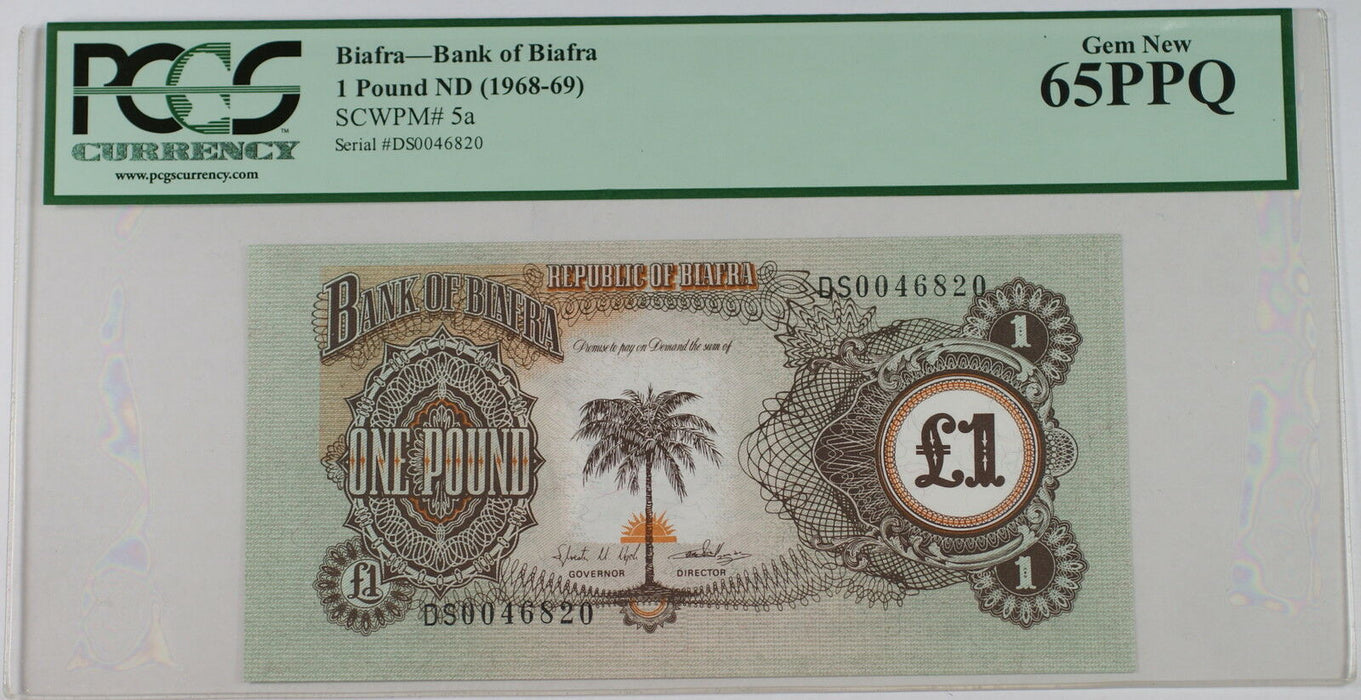 PCGS
CURRENCY
www.pcgscurrency.com
Biafra—Bank of Biafra
1 Pound ND (1968-69)
SCWPM# 5a
Serial #DS0046820
Gem New
65PPQ
BANK OF BIAFRA
REPUBLIC OF BIAFRA
DS0046820
Promise to pay on Demand the sum of
1
ONE POUND
£1
GOVERNOR DIRECTOR
£1
1
DS0046820